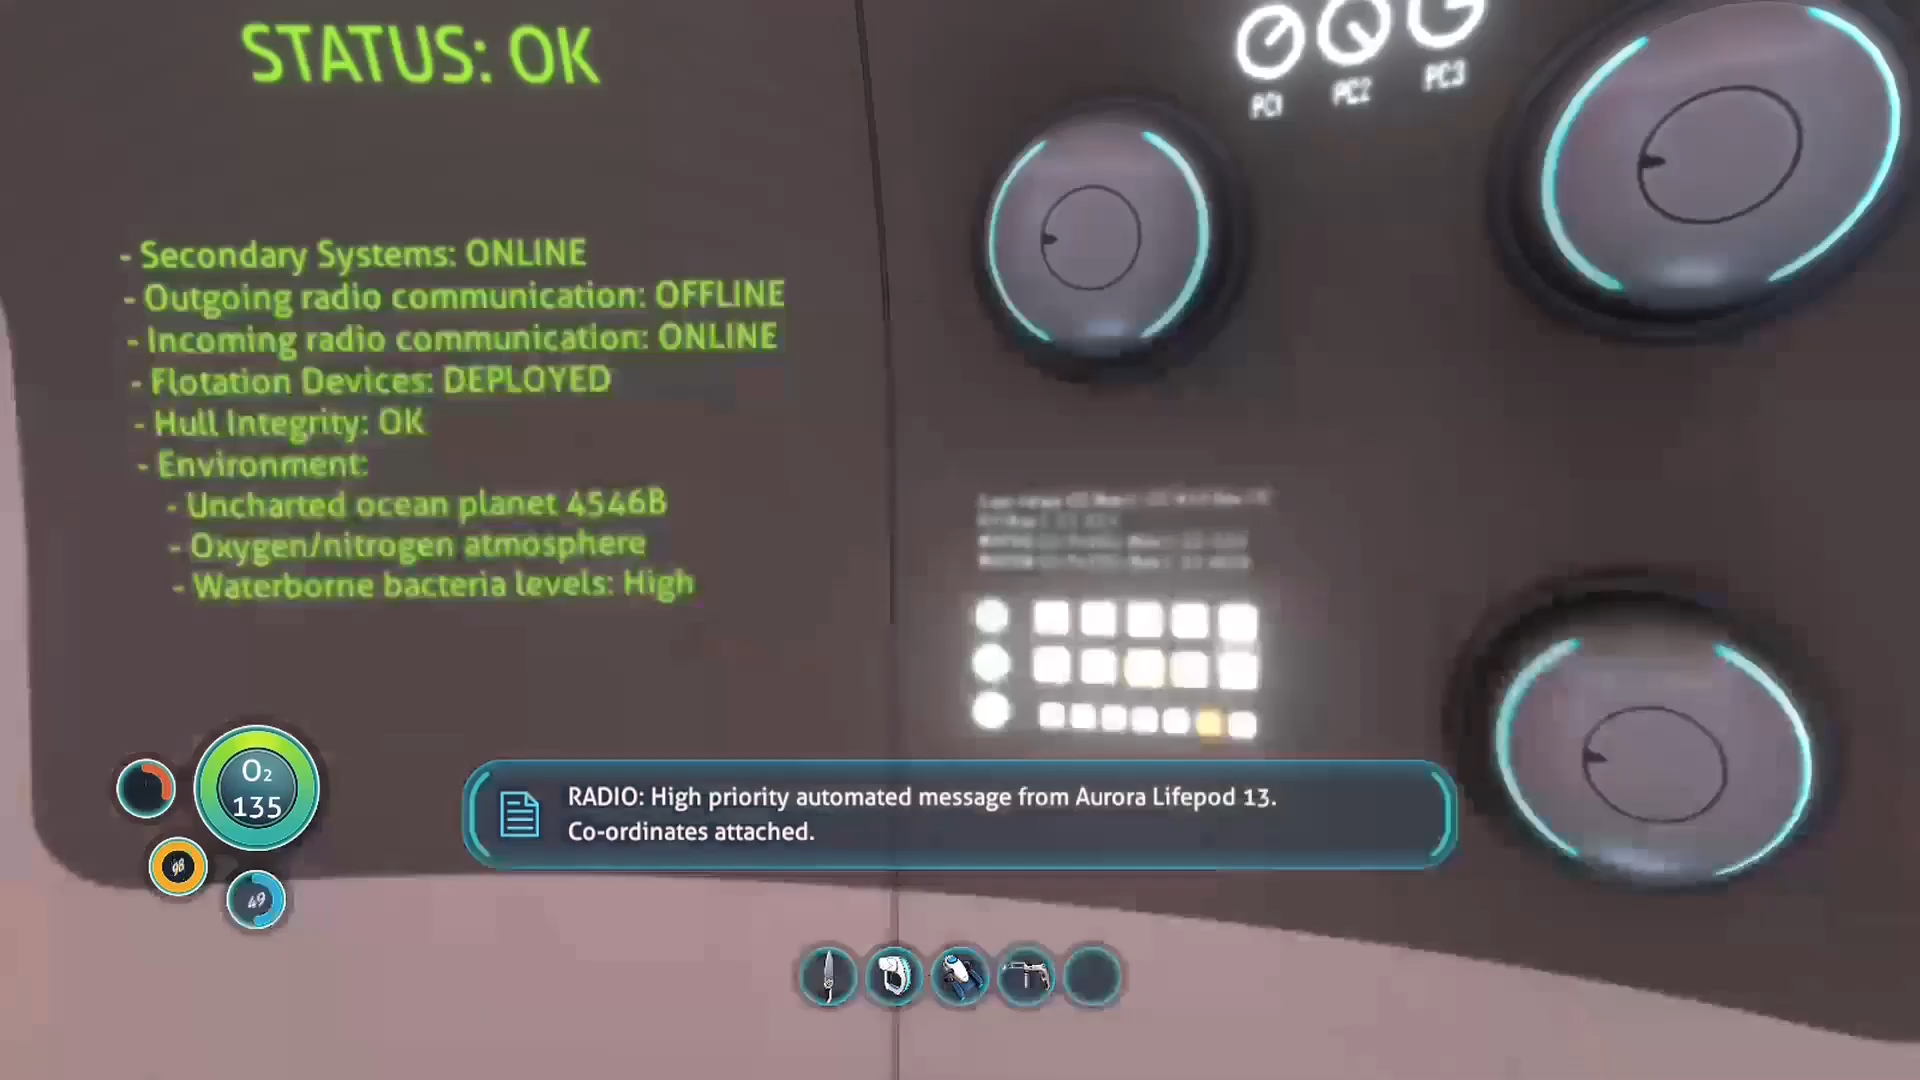 STATUS: OK
PC1 PC2 PC3
- Secondary Systems: ONLINE
- Outgoing radio communication: OFFLINE
- Incoming radio communication: ONLINE
- Flotation Devices: DEPLOYED
- Hull Integrity: OK
- Environment:
- Uncharted ocean planet 4546B
- Oxygen/nitrogen atmosphere
- Waterborne bacteria levels: High
O₂
135
98
49
RADIO: High priority automated message from Aurora Lifepod 13.
Co-ordinates attached.